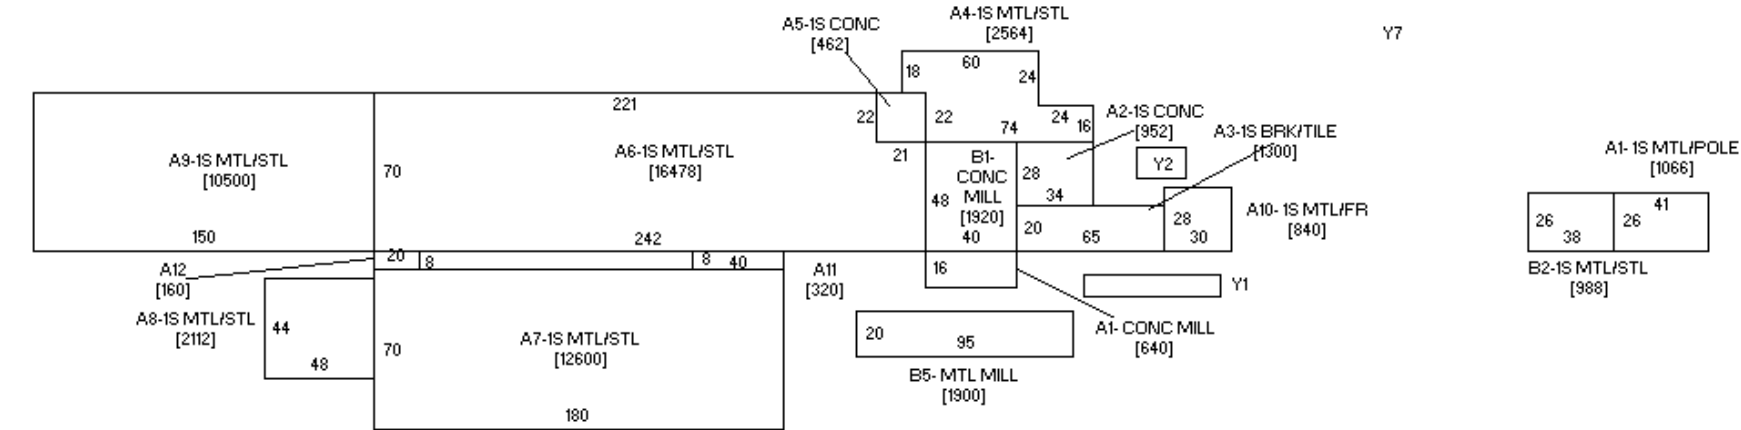 A5-1S CONC
[462]
A4-1S MTL/STL
[2564]
Y7
18
60
24
221
22
22
74
24
16
A2-1S CONC
[952]
A3-1S BRK/TILE
[1300]
A9-1S MTL/STL
[10500]
70
A6-1S MTL/STL
[16478]
21
B1-
CONC
MILL
[1920]
28
34
Y2
A1-1S MTL/POLE
[1066]
48
40
20
65
28
30
A10-1S MTL/FR
[840]
26
38
26
41
150
242
A12
[160]
20
8
8
40
A11
[320]
16
Y1
B2-1S MTL/STL
[988]
A8-1S MTL/STL
[2112]
44
48
70
A7-1S MTL/STL
[12600]
180
20
95
B5- MTL MILL
[1900]
A1- CONC MILL
[640]